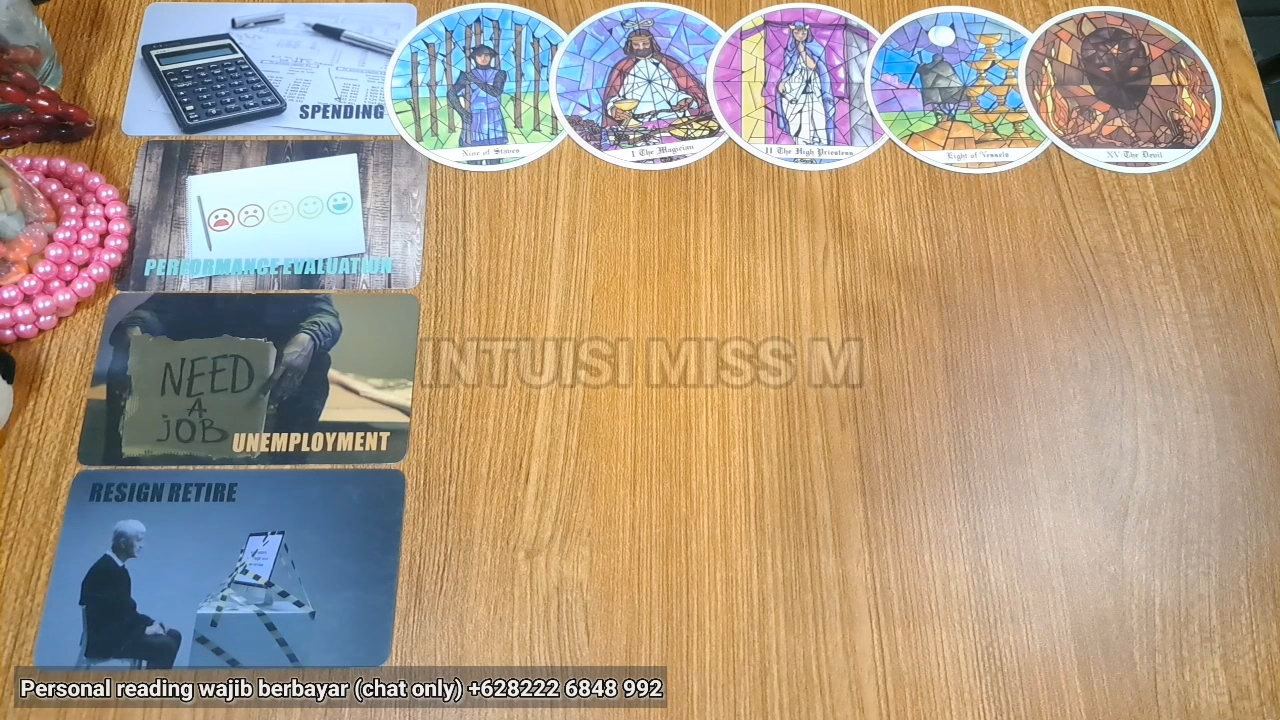 SPENDING
Nine of Staves
I The Magician
II The High Priestess
Eight of Vessels
XV The Devil
PERFORMANCE EVALUATION
INTUISI MISS M
NEED
A
JOB
UNEMPLOYMENT
RESIGN RETIRE
Personal reading wajib berbayar (chat only) +628222 6848 992